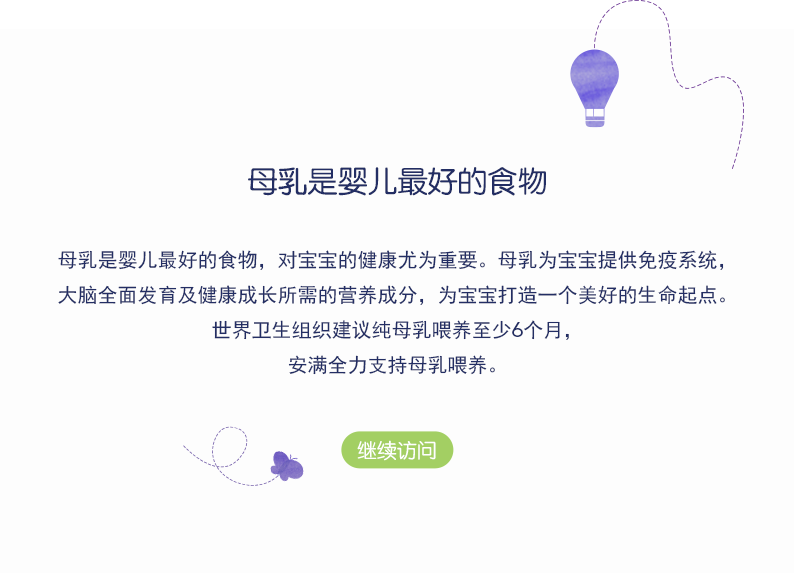 母乳是婴儿最好的食物
母乳是婴儿最好的食物，对宝宝的健康尤为重要。母乳为宝宝提供免疫系统，
大脑全面发育及健康成长所需的营养成分，为宝宝打造一个美好的生命起点。
世界卫生组织建议纯母乳喂养至少6个月，
安满全力支持母乳喂养。
继续访问